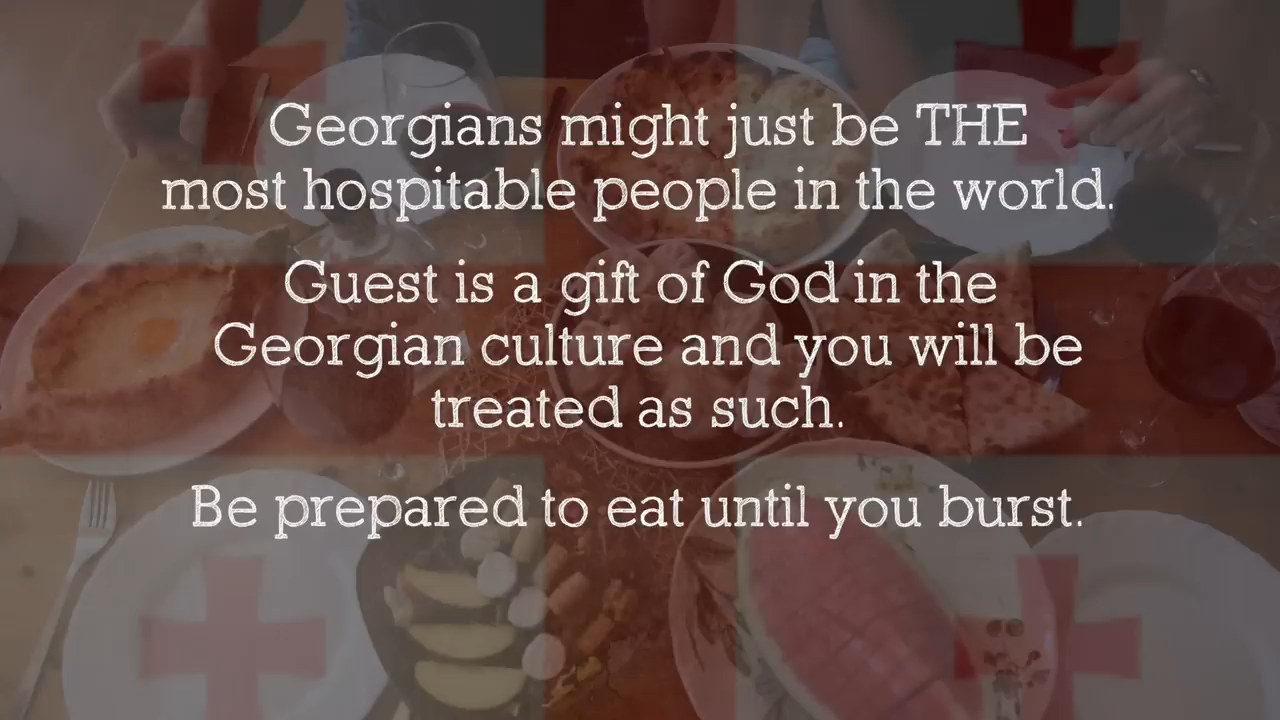 Georgians might just be THE
most hospitable people in the world.
Guest is a gift of God in the
Georgian culture and you will be
treated as such.
Be prepared to eat until you burst.